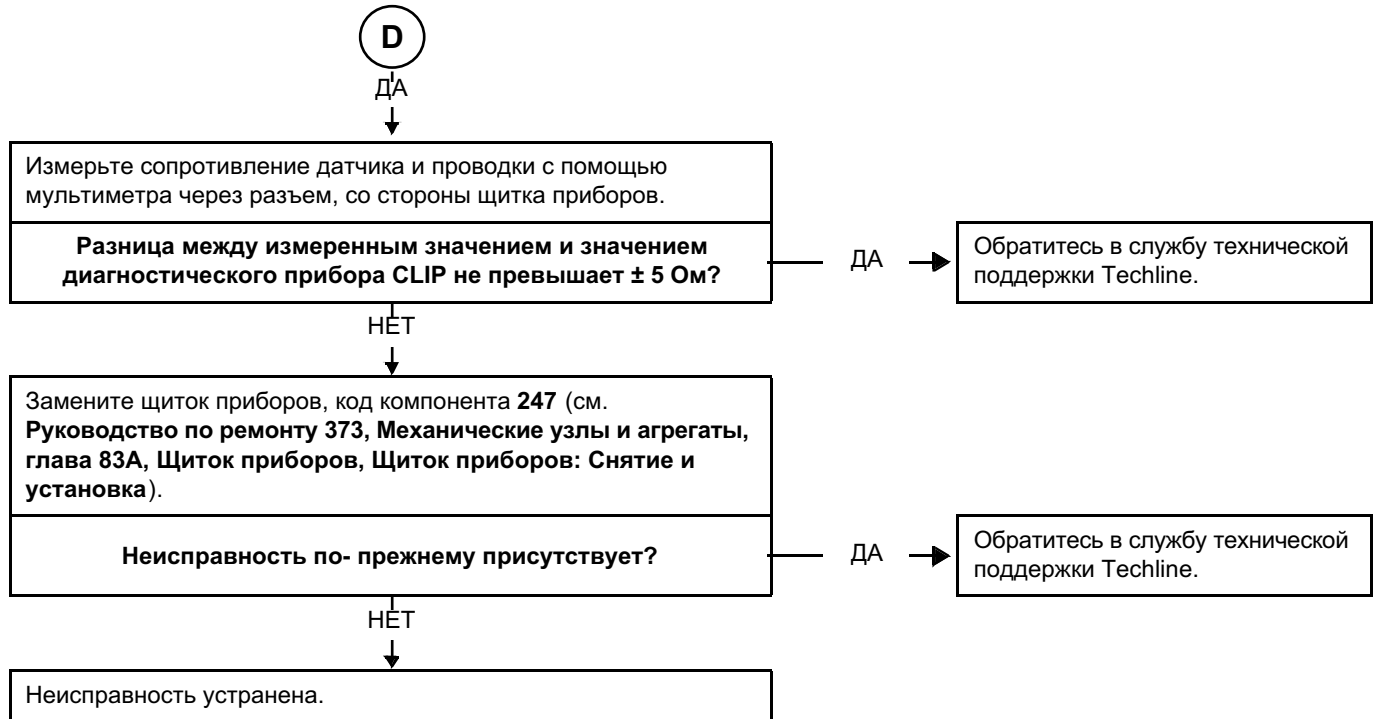 D
ДА
Измерьте сопротивление датчика и проводки с помощью
мультиметра через разъем, со стороны щитка приборов.
Разница между измеренным значением и значением
диагностического прибора CLIP не превышает ± 5 Ом?
ДА
Обратитесь в службу технической
поддержки Techline.
НЕТ
Замените щиток приборов, код компонента 247 (см.
Руководство по ремонту 373, Механические узлы и агрегаты,
глава 83A, Щиток приборов, Щиток приборов: Снятие и
установка).
Неисправность по- прежнему присутствует?
ДА
Обратитесь в службу технической
поддержки Techline.
НЕТ
Неисправность устранена.